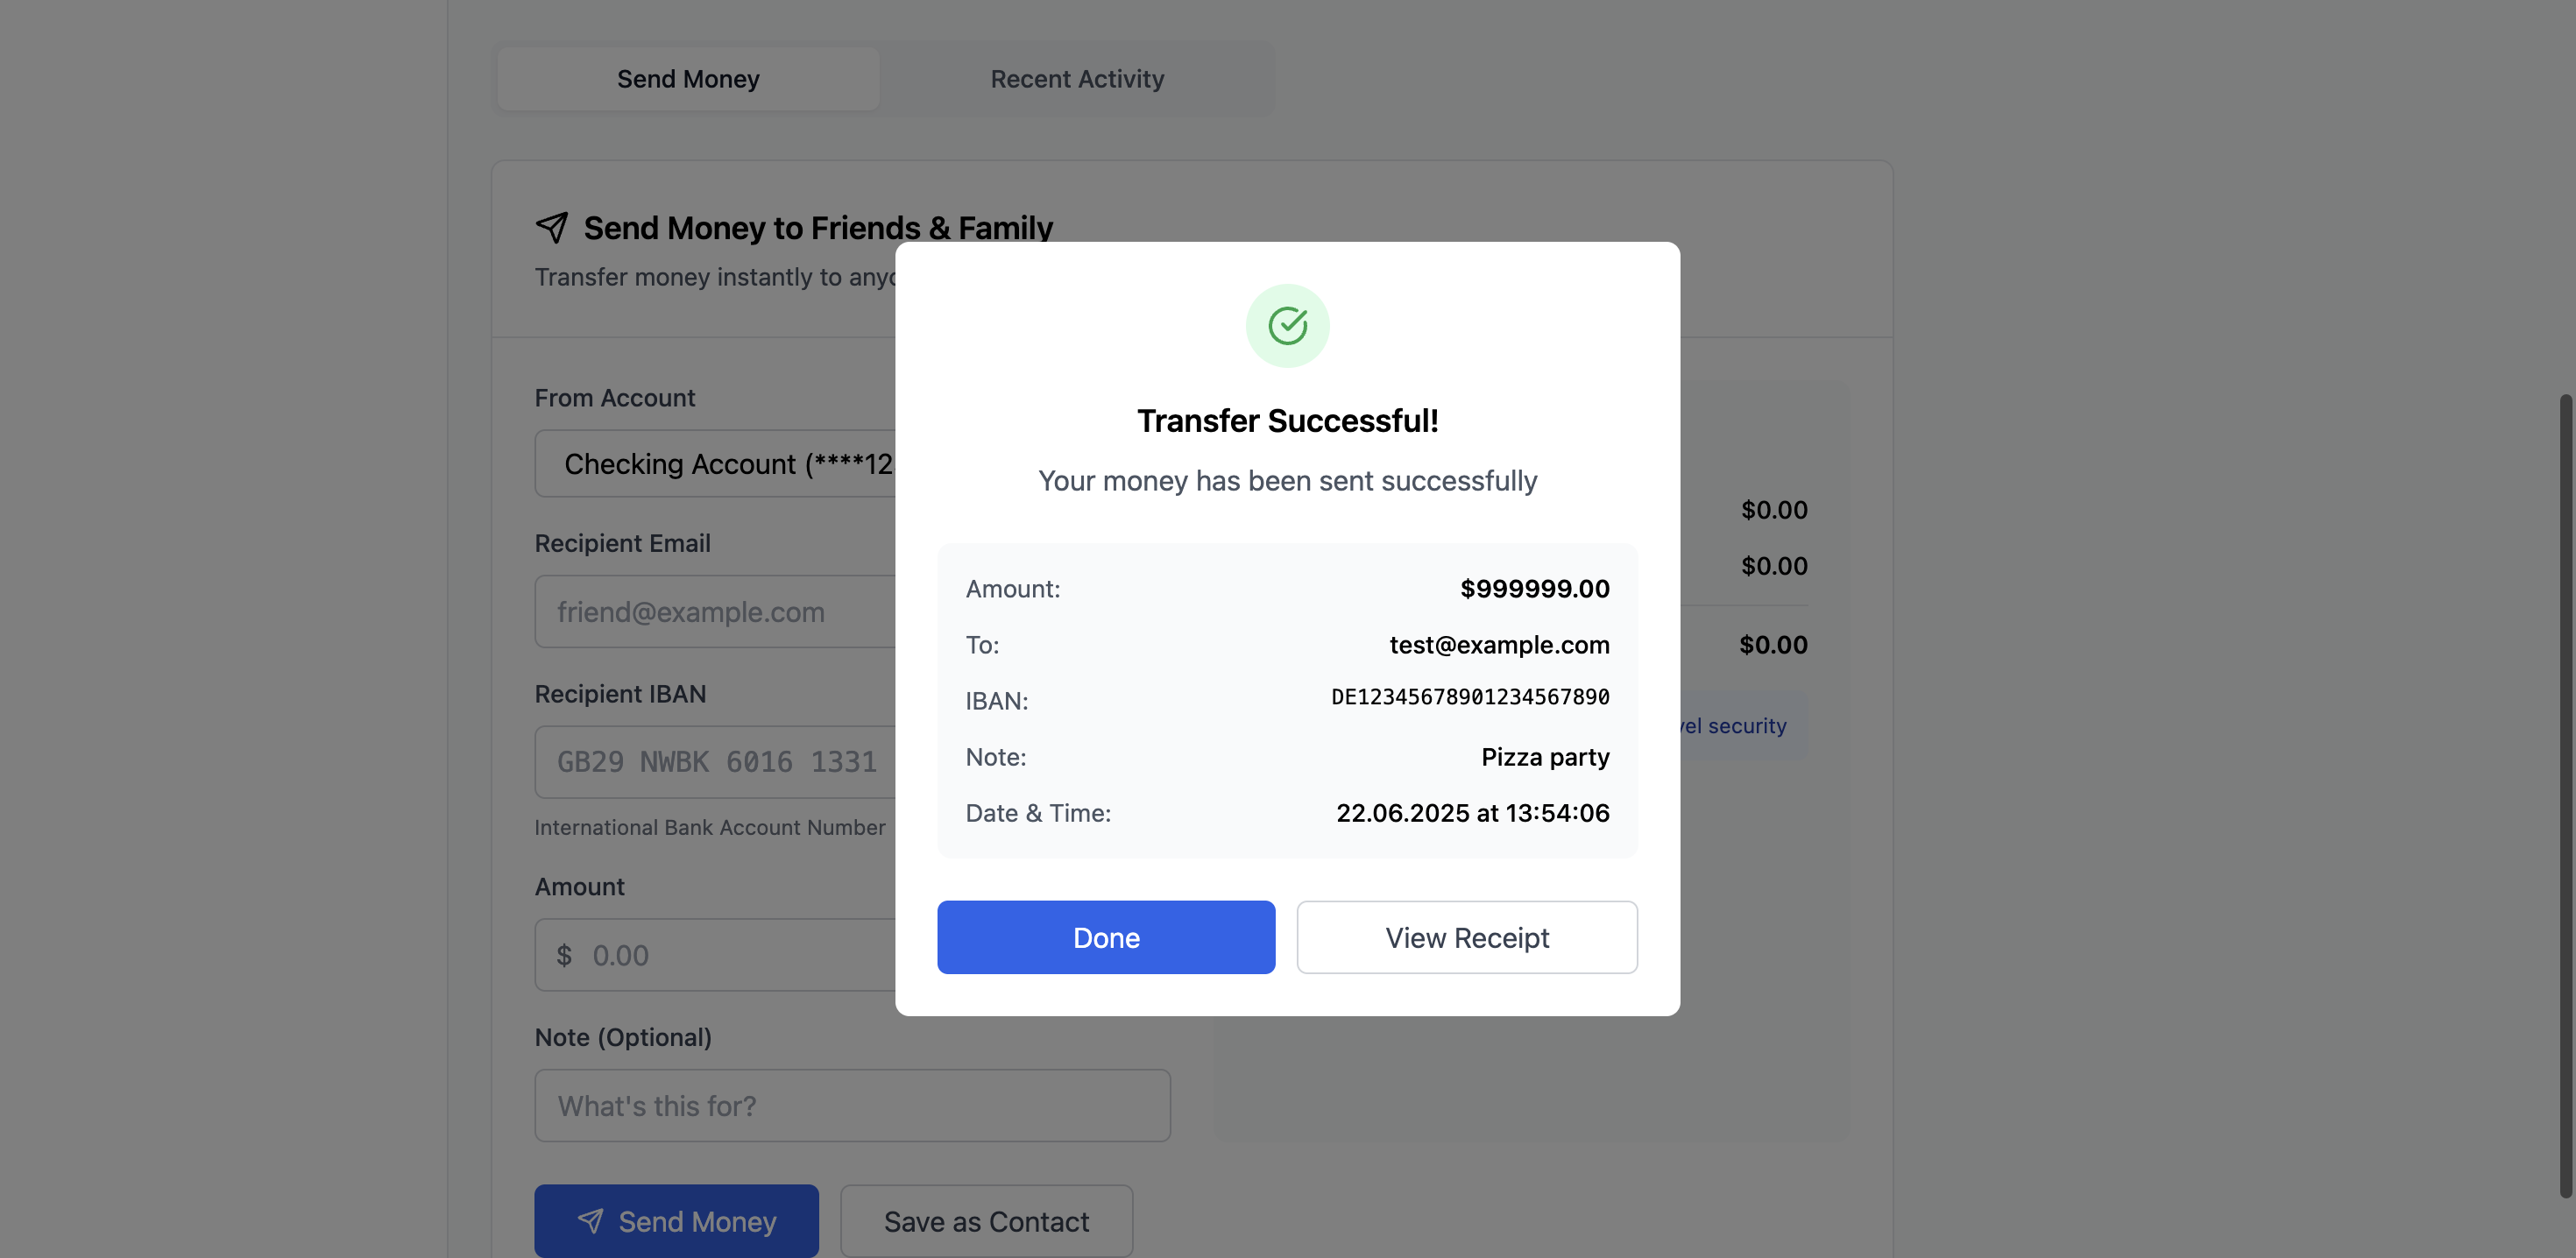 Send Money
Recent Activity
Send Money to Friends & Family
Transfer money instantly to
From Account
Checking Account (****12
Recipient Email
friend@example.com
Recipient IBAN
GB29 NWBK 6016 1331
International Bank Account Number
Amount
$ 0.00
Note (Optional)
What's this for?
Send Money
Save as Contact
$0.00
$0.00
$0.00
security
Transfer Successful!
Your money has been sent successfully
Amount: $999999.00
To: test@example.com
IBAN: DE12345678901234567890
Note: Pizza party
Date & Time: 22.06.2025 at 13:54:06
Done
View Receipt